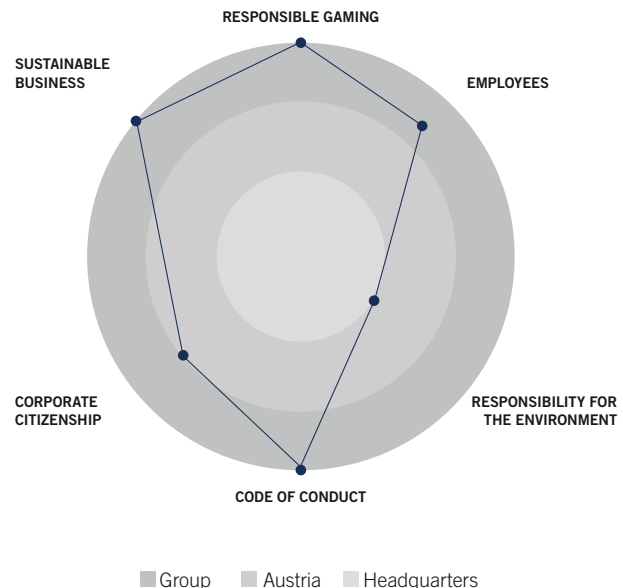 RESPONSIBLE GAMING
SUSTAINABLE
BUSINESS
EMPLOYEES
CORPORATE
CITIZENSHIP
RESPONSIBILITY FOR
THE ENVIRONMENT
CODE OF CONDUCT
Group Austria Headquarters